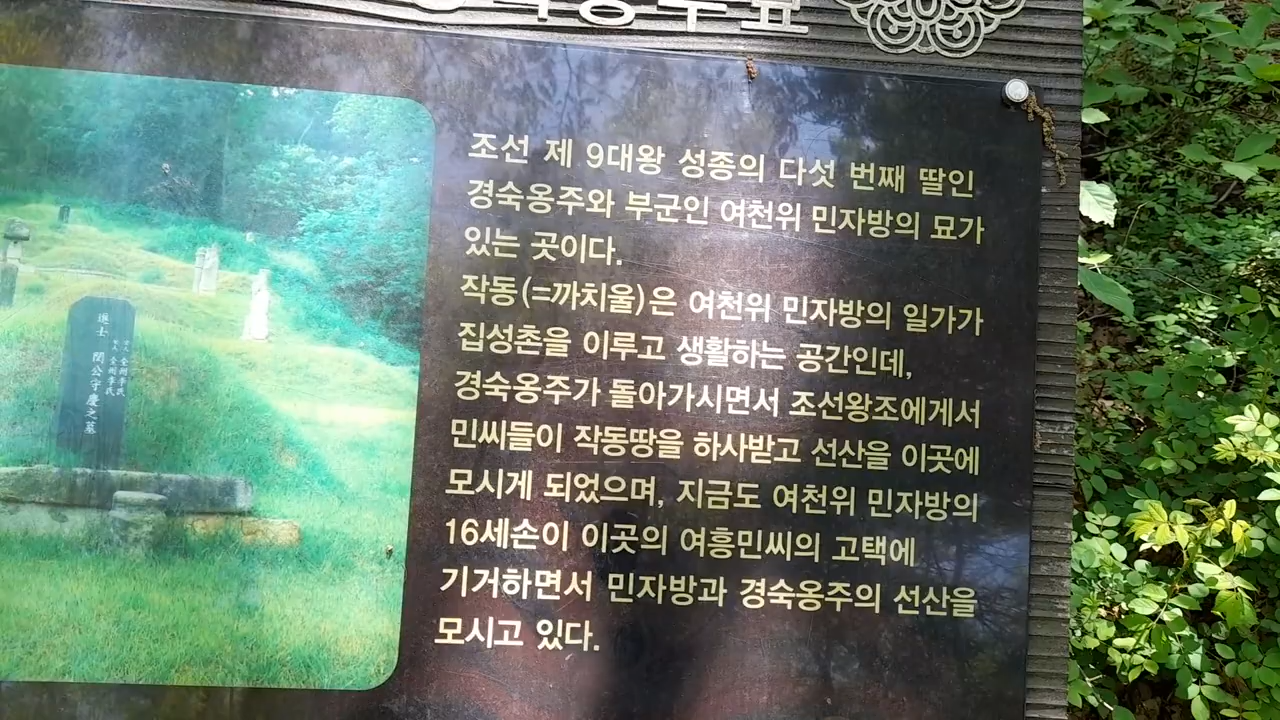 조선 제 9대왕 성종의 다섯 번째 딸인
경숙옹주와 부군인 여천위 민자방의 묘가
있는 곳이다.
작동(=까치울)은 여천위 민자방의 일가가
집성촌을 이루고 생활하는 공간인데,
경숙옹주가 돌아가시면서 조선왕조에게서
민씨들이 작동땅을 하사받고 선산을 이곳에
모시게 되었으며, 지금도 여천위 민자방의
16세손이 이곳의 여흥민씨의 고택에
기거하면서 민자방과 경숙옹주의 선산을
모시고 있다.
進士 閔公守慶之墓